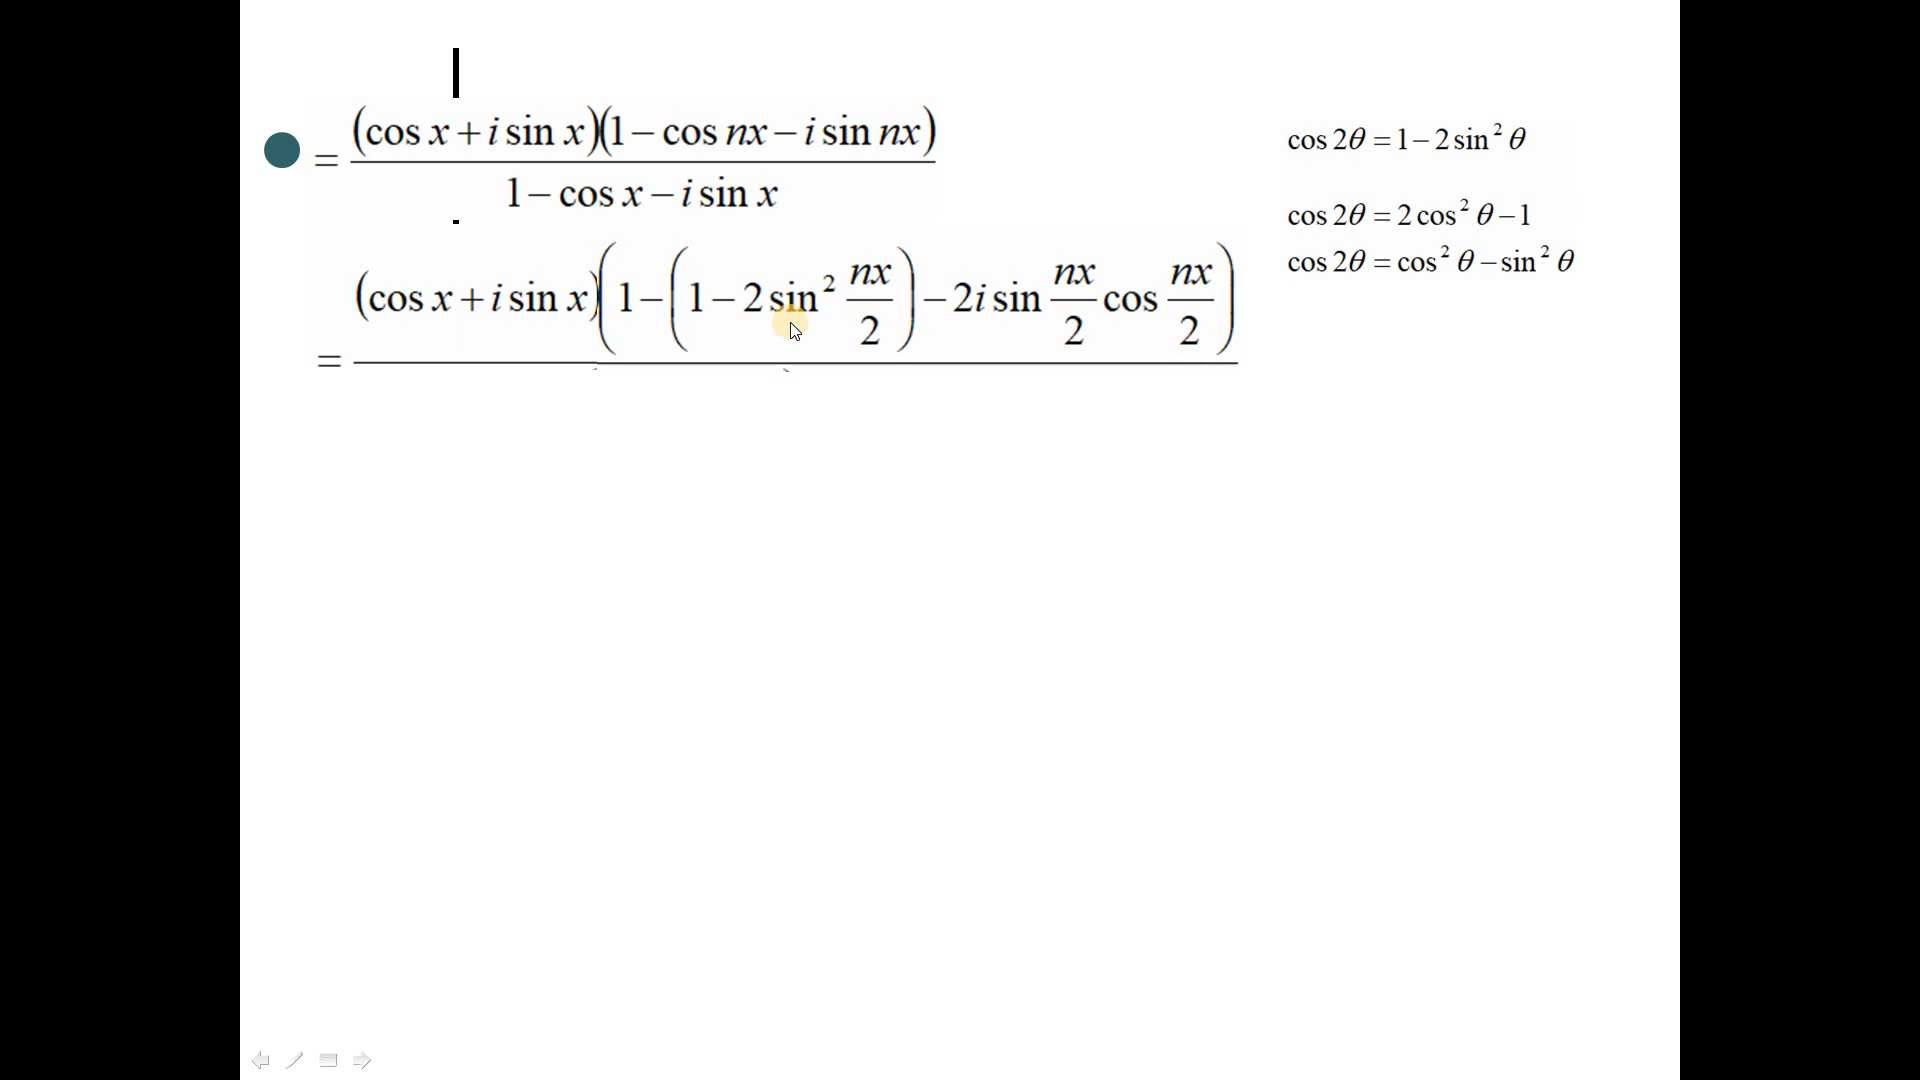 = (cos x + i sin x)(1 − cos nx − i sin nx) / 1 − cos x − i sin x
= (cos x + i sin x)(1 − (1 − 2 sin² nx/2) − 2i sin nx/2 cos nx/2)
cos 2θ = 1 − 2 sin² θ
cos 2θ = 2 cos² θ − 1
cos 2θ = cos² θ − sin² θ